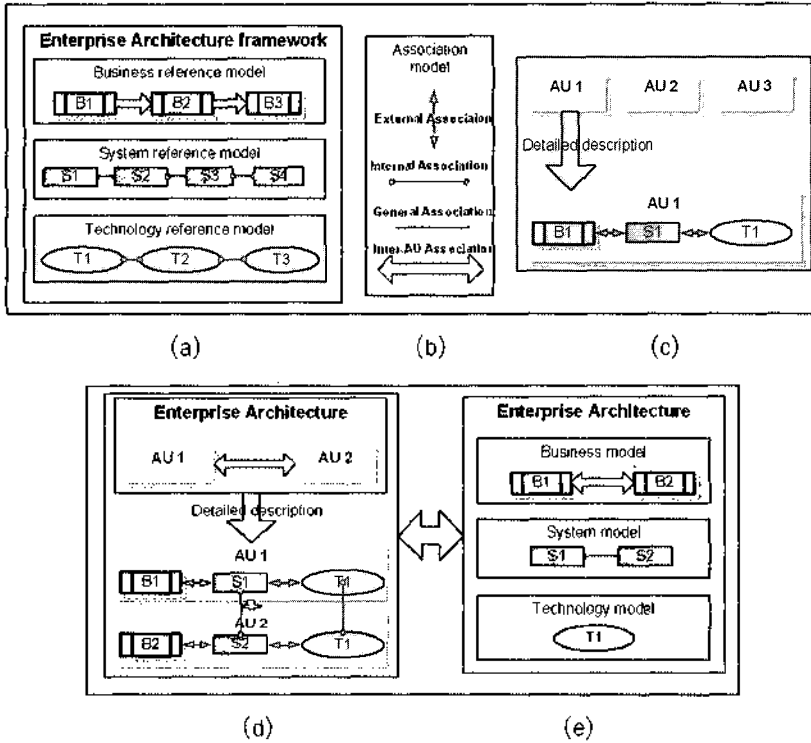 Enterprise Architecture framework
Business reference model
B1
B2
B3
System reference model
S1
S2
S3
S4
Technology reference model
T1
T2
T3
(a)
Association
model
External Association
Internal Association
General Association
Inter-AU Association
(b)
AU 1
AU 2
AU 3
Detailed description
AU 1
B1
S1
T1
(c)
Enterprise Architecture
AU 1
AU 2
Detailed description
AU 1
B1
S1
T1
AU 2
B2
S2
T1
(d)
Enterprise Architecture
Business model
B1
B2
System model
S1
S2
Technology model
T1
(e)